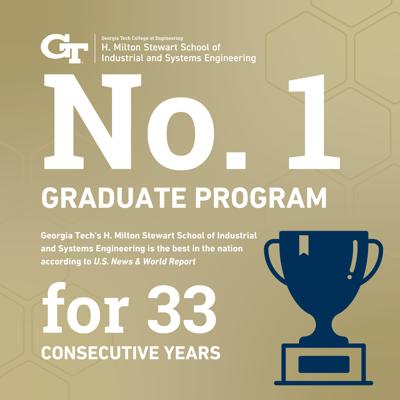 GT
Georgia Tech College of Engineering
H. Milton Stewart School of
Industrial and Systems Engineering
No. 1
GRADUATE PROGRAM
Georgia Tech's H. Milton Stewart School of Industrial
and Systems Engineering is the best in the nation
according to U.S. News & World Report
for 33
CONSECUTIVE YEARS